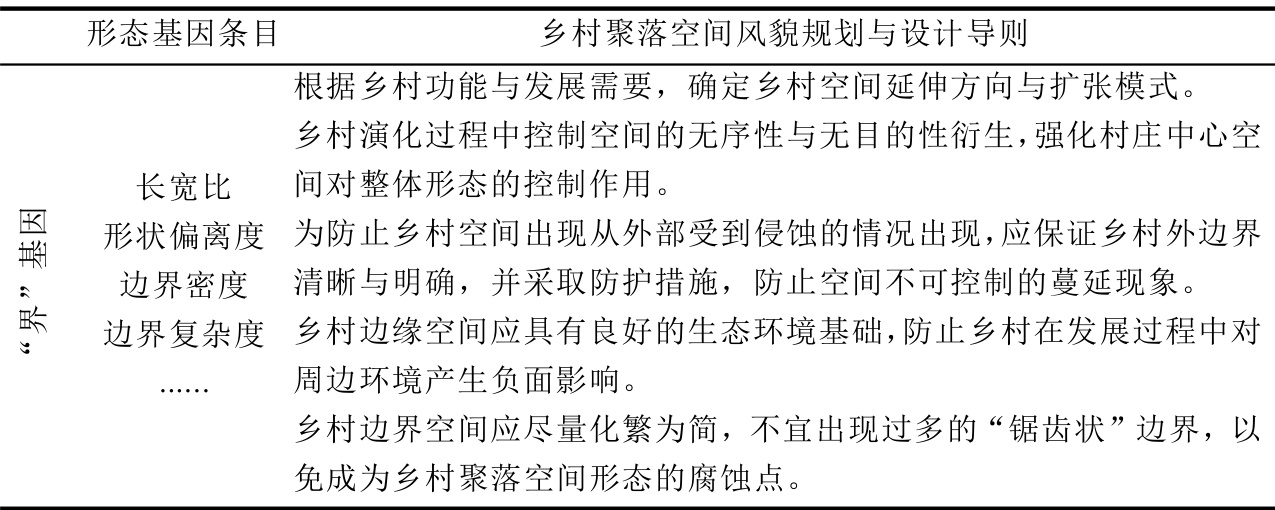 形态基因条目 乡村聚落空间风貌规划与设计导则
“界”基因
长宽比
形状偏离度
边界密度
边界复杂度
......
根据乡村功能与发展需要，确定乡村空间延伸方向与扩张模式。
乡村演化过程中控制空间的无序性与无目的性衍生，强化村庄中心空
间对整体形态的控制作用。
为防止乡村空间出现从外部受到侵蚀的情况出现，应保证乡村外边界
清晰与明确，并采取防护措施，防止空间不可控制的蔓延现象。
乡村边缘空间应具有良好的生态环境基础，防止乡村在发展过程中对
周边环境产生负面影响。
乡村边界空间应尽量化繁为简，不宜出现过多的“锯齿状”边界，以
免成为乡村聚落空间形态的腐蚀点。